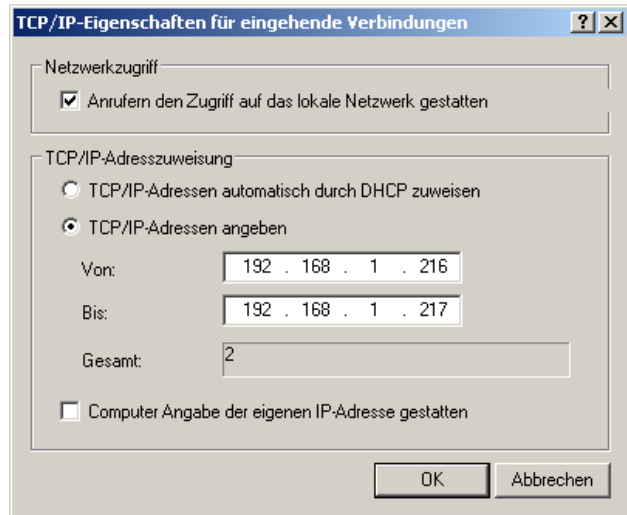 TCP/IP-Eigenschaften für eingehende Verbindungen
Netzwerkzugriff
Anrufern den Zugriff auf das lokale Netzwerk gestatten
TCP/IP-Adresszuweisung
TCP/IP-Adressen automatisch durch DHCP zuweisen
TCP/IP-Adressen angeben
Von: 192 . 168 . 1 . 216
Bis: 192 . 168 . 1 . 217
Gesamt: 2
Computer Angabe der eigenen IP-Adresse gestatten
OK Abbrechen